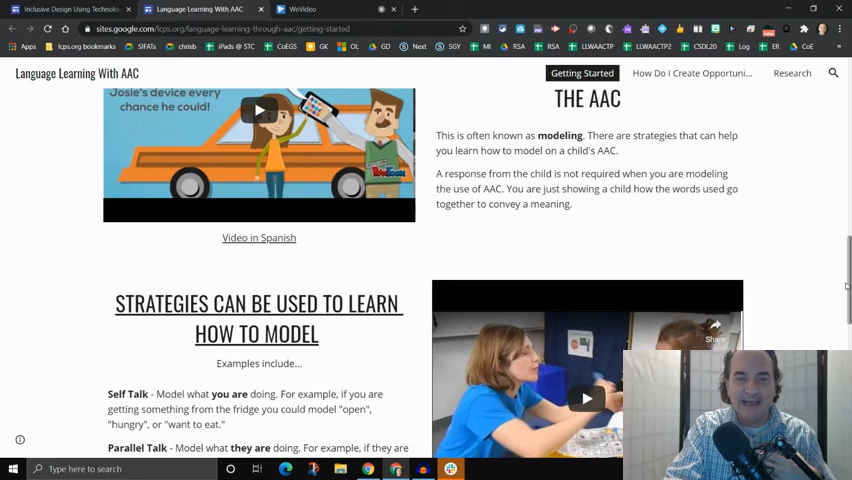 Inclusive Design Using Technolo
Language Learning With AAC
WeVideo
sites.google.com/lcps.org/language-learning-through-aac/getting-started
Apps
lcps.org bookmarks
SIFATs
chrisb
iPads @ STC
CoEGS
GK
OL
GD
Next
SGY
MI
RSA
RSA
LLWAACTP
LLWAACTP2
CSDL20
Log
ER
CoE
Language Learning With AAC
Getting Started
How Do I Create Opportuni...
Research
Josie's device every
chance he could!
THE AAC
This is often known as modeling. There are strategies that can help
you learn how to model on a child's AAC.
A response from the child is not required when you are modeling
the use of AAC. You are just showing a child how the words used go
together to convey a meaning.
Video in Spanish
STRATEGIES CAN BE USED TO LEARN
HOW TO MODEL
Examples include...
Share
Self Talk - Model what you are doing. For example, if you are
getting something from the fridge you could model "open",
"hungry", or "want to eat."
Parallel Talk - Model what they are doing. For example, if they are
Type here to search